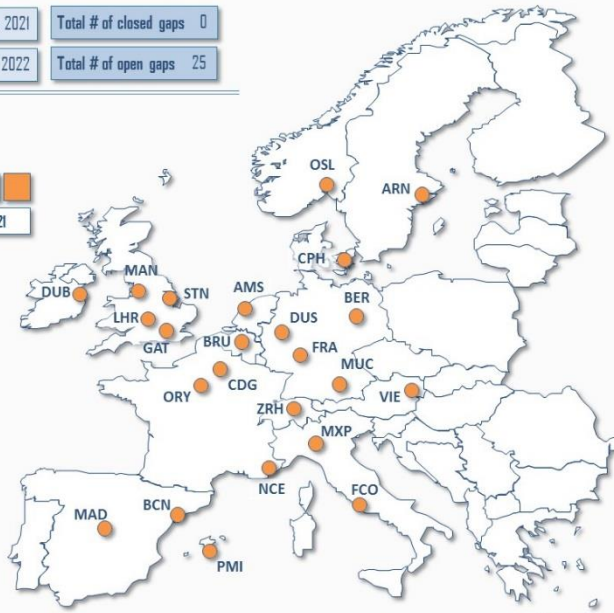 2021
Total # of closed gaps 0
2022
Total # of open gaps 25
21
OSL
ARN
CPH
MAN
DUB
STN
AMS
LHR
BER
DUS
GAT
BRU
FRA
MUC
CDG
ORY
VIE
ZRH
MXP
NCE
FCO
BCN
MAD
PMI